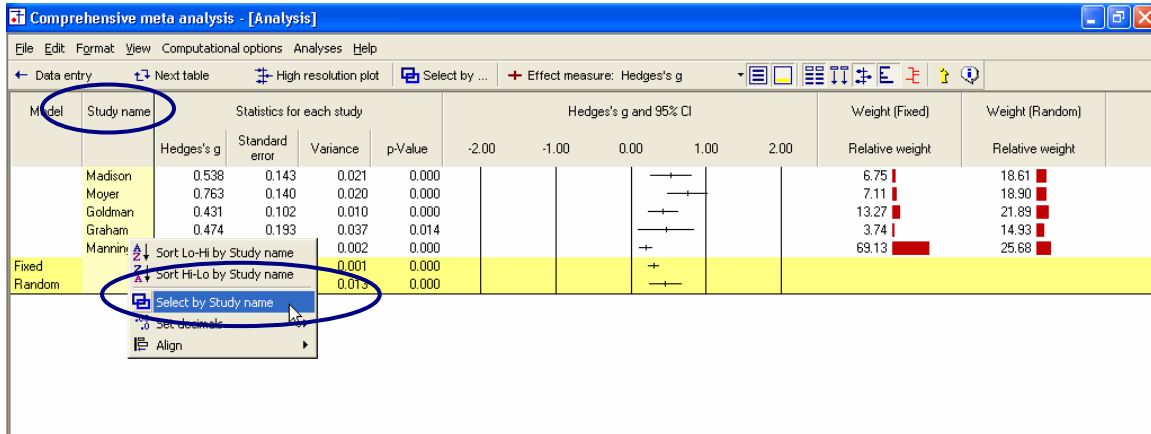 Comprehensive meta analysis - [Analysis]
File Edit Format View Computational options Analyses Help
← Data entry Next table High resolution plot Select by ... + Effect measure: Hedges's g
Model Study name Statistics for each study Hedges's g and 95% CI Weight (Fixed) Weight (Random)
Hedges's g Standard error Variance p-Value -2.00 -1.00 0.00 1.00 2.00 Relative weight Relative weight
Madison 0.538 0.143 0.021 0.000 6.75 18.61
Moyer 0.763 0.140 0.020 0.000 7.11 18.90
Goldman 0.431 0.102 0.010 0.000 13.27 21.89
Graham 0.474 0.193 0.037 0.014 3.74 14.93
Manning 0.002 0.000 69.13 25.68
Sort Lo-Hi by Study name
Fixed 0.001 0.000
Sort Hi-Lo by Study name
Random 0.013 0.000
Select by Study name
Set decimals
Align